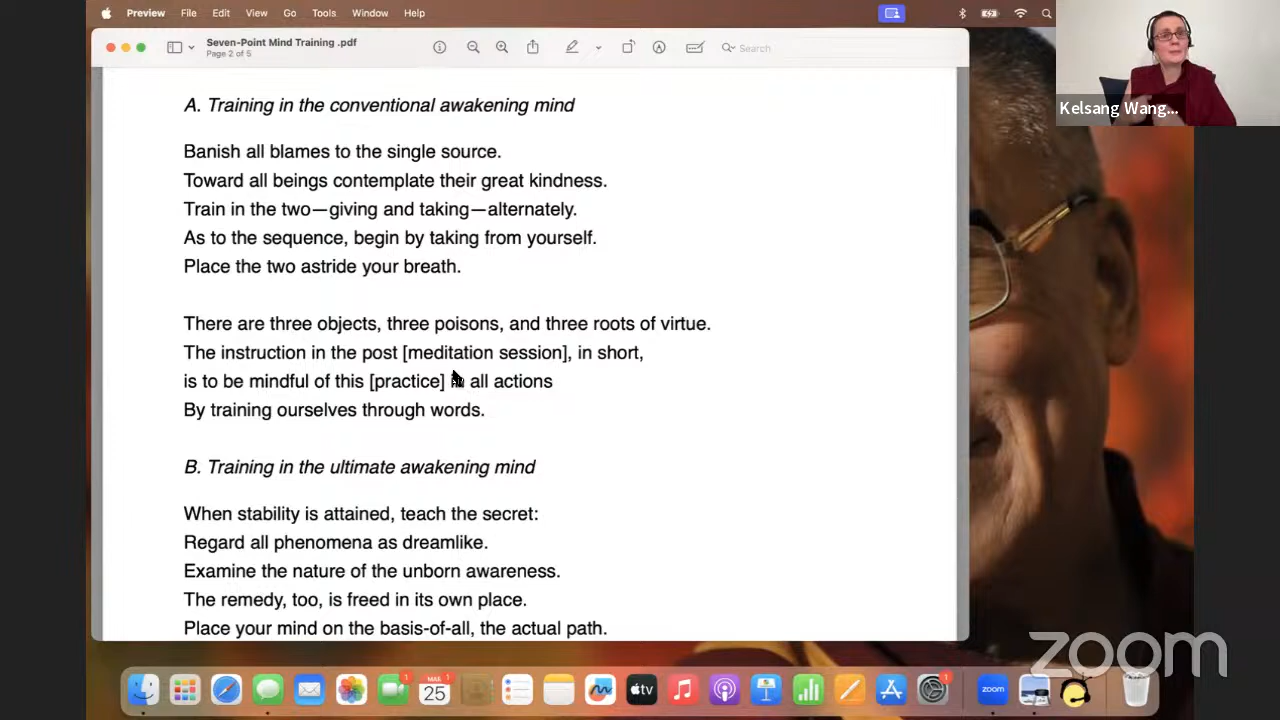 Preview File Edit View Go Tools Window Help
Seven-Point Mind Training .pdf
Page 2 of 5
Search
Kelsang Wang...
A. Training in the conventional awakening mind
Banish all blames to the single source.
Toward all beings contemplate their great kindness.
Train in the two—giving and taking—alternately.
As to the sequence, begin by taking from yourself.
Place the two astride your breath.
There are three objects, three poisons, and three roots of virtue.
The instruction in the post [meditation session], in short,
is to be mindful of this [practice] in all actions
By training ourselves through words.
B. Training in the ultimate awakening mind
When stability is attained, teach the secret:
Regard all phenomena as dreamlike.
Examine the nature of the unborn awareness.
The remedy, too, is freed in its own place.
Place your mind on the basis-of-all, the actual path.
zoom
1
1
25
tv
1
zoom